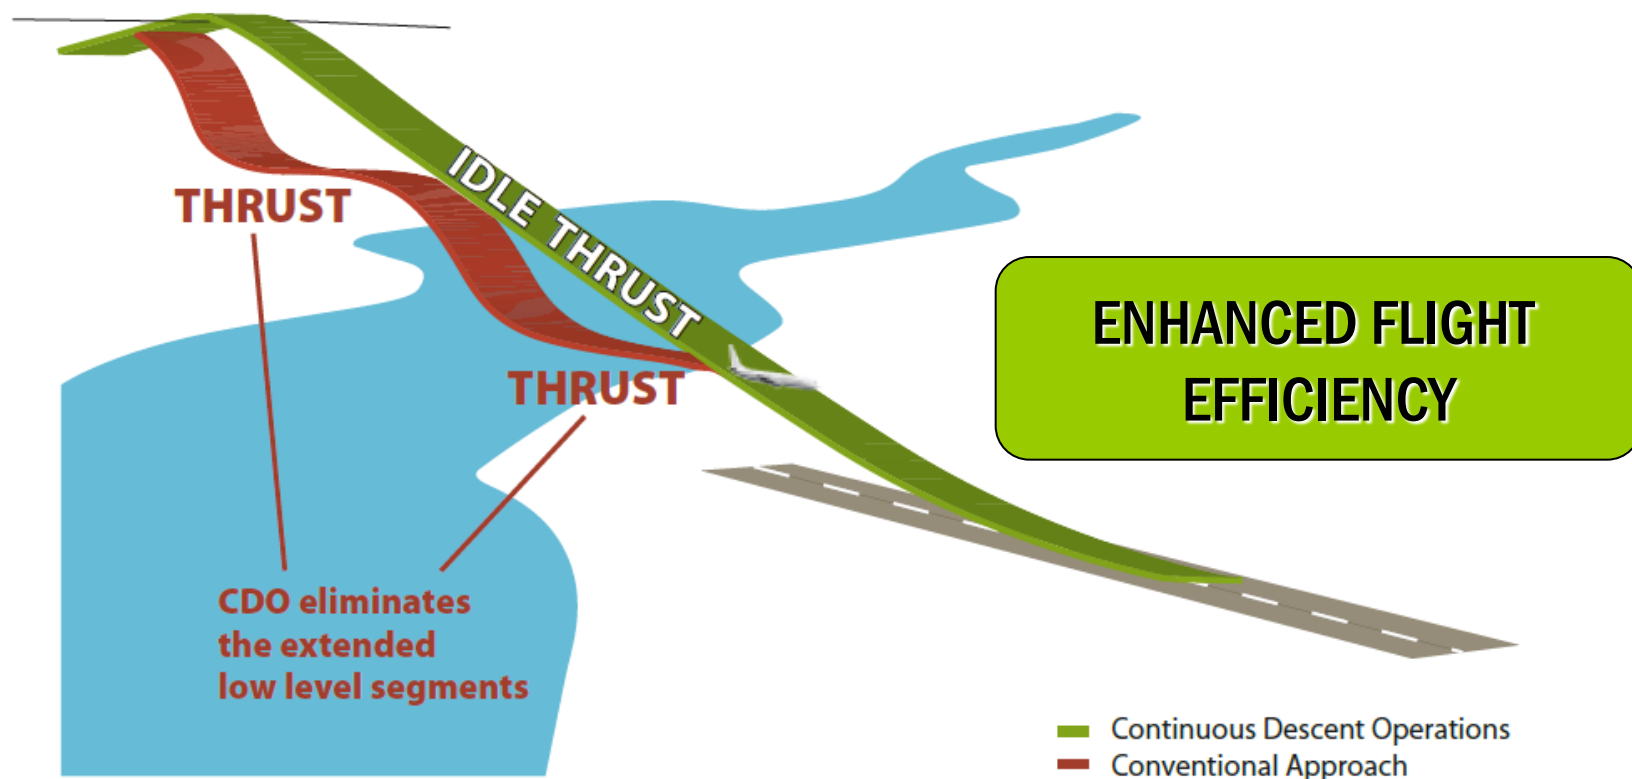 THRUST
IDLE THRUST
THRUST
ENHANCED FLIGHT
EFFICIENCY
CDO eliminates
the extended
low level segments
Continuous Descent Operations
Conventional Approach